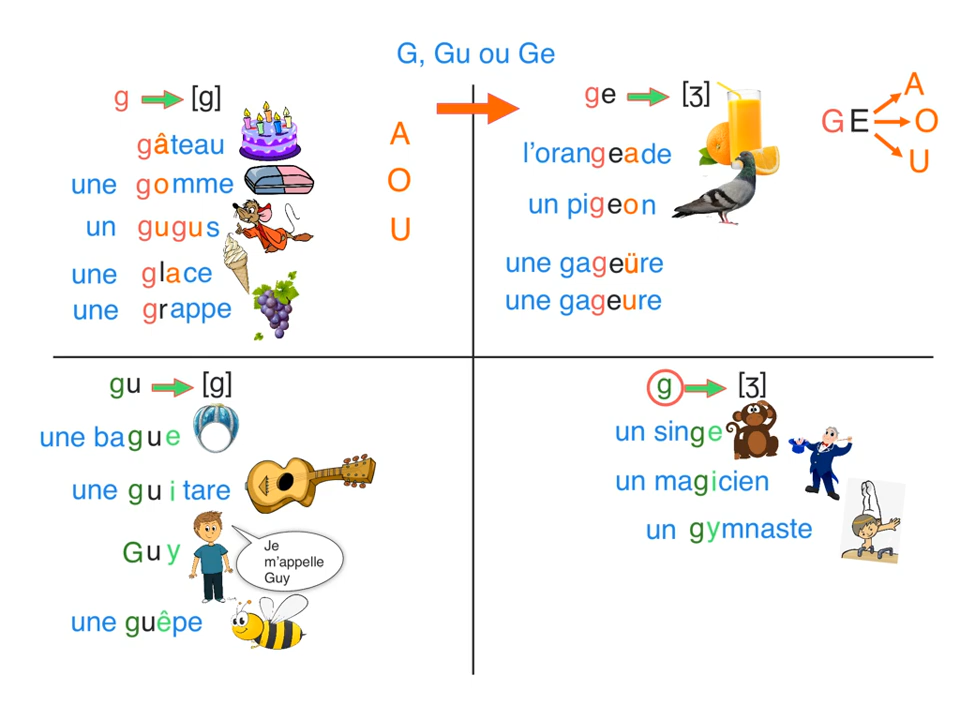 G, Gu ou Ge
g [g]
gâteau
une gomme
un gugus
une glace
une grappe
A
O
U
ge [ʒ]
l'orangeade
un pigeon
une gageüre
une gageure
GE
A
O
U
gu [g]
une bague
une guitare
Guy
Je
m'appelle
Guy
une guêpe
g [ʒ]
un singe
un magicien
un gymnaste